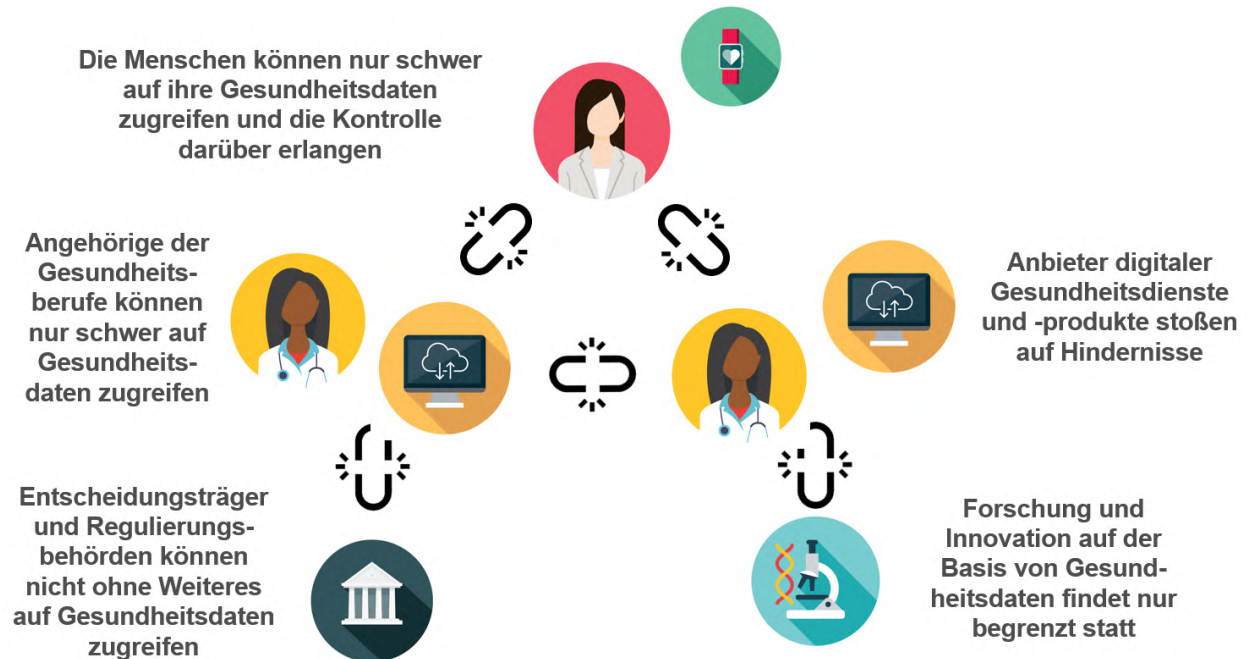 Die Menschen können nur schwer
auf ihre Gesundheitsdaten
zugreifen und die Kontrolle
darüber erlangen
Angehörige der
Gesundheits-
berufe können
nur schwer auf
Gesundheits-
daten zugreifen
Anbieter digitaler
Gesundheitsdienste
und -produkte stoßen
auf Hindernisse
Entscheidungsträger
und Regulierungs-
behörden können
nicht ohne Weiteres
auf Gesundheitsdaten
zugreifen
Forschung und
Innovation auf der
Basis von Gesund-
heitsdaten findet nur
begrenzt statt